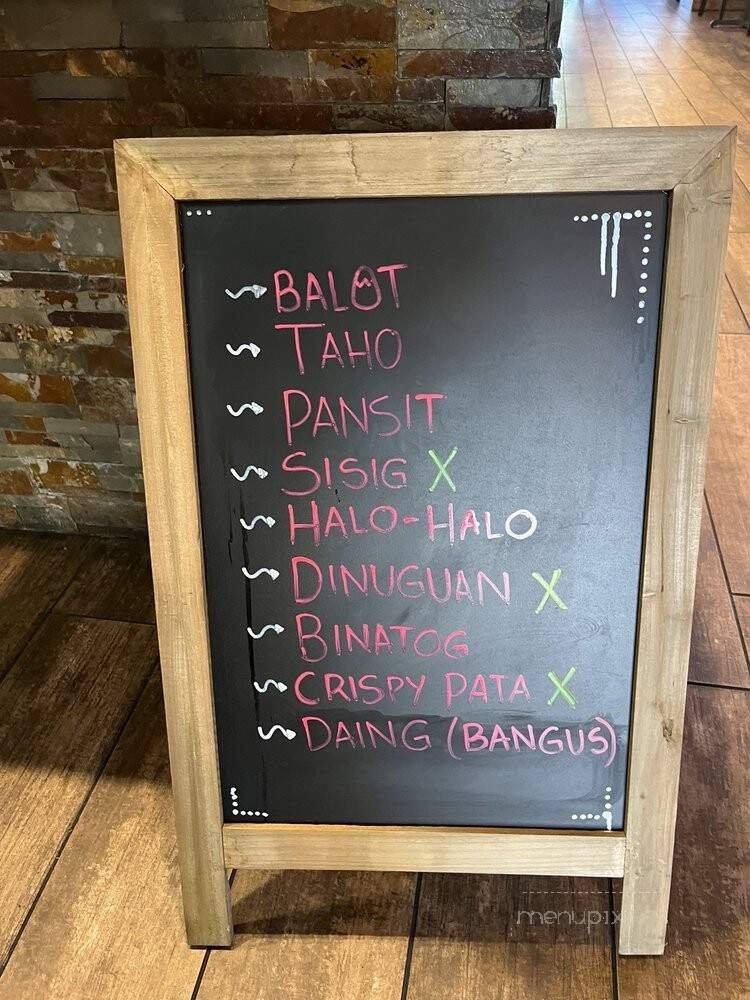 BALOT
TAHO
PANSIT
SISIG X
HALO-HALO
DINUGUAN X
BINATOG
CRISPY PATA X
DAING (BANGUS)
menupix